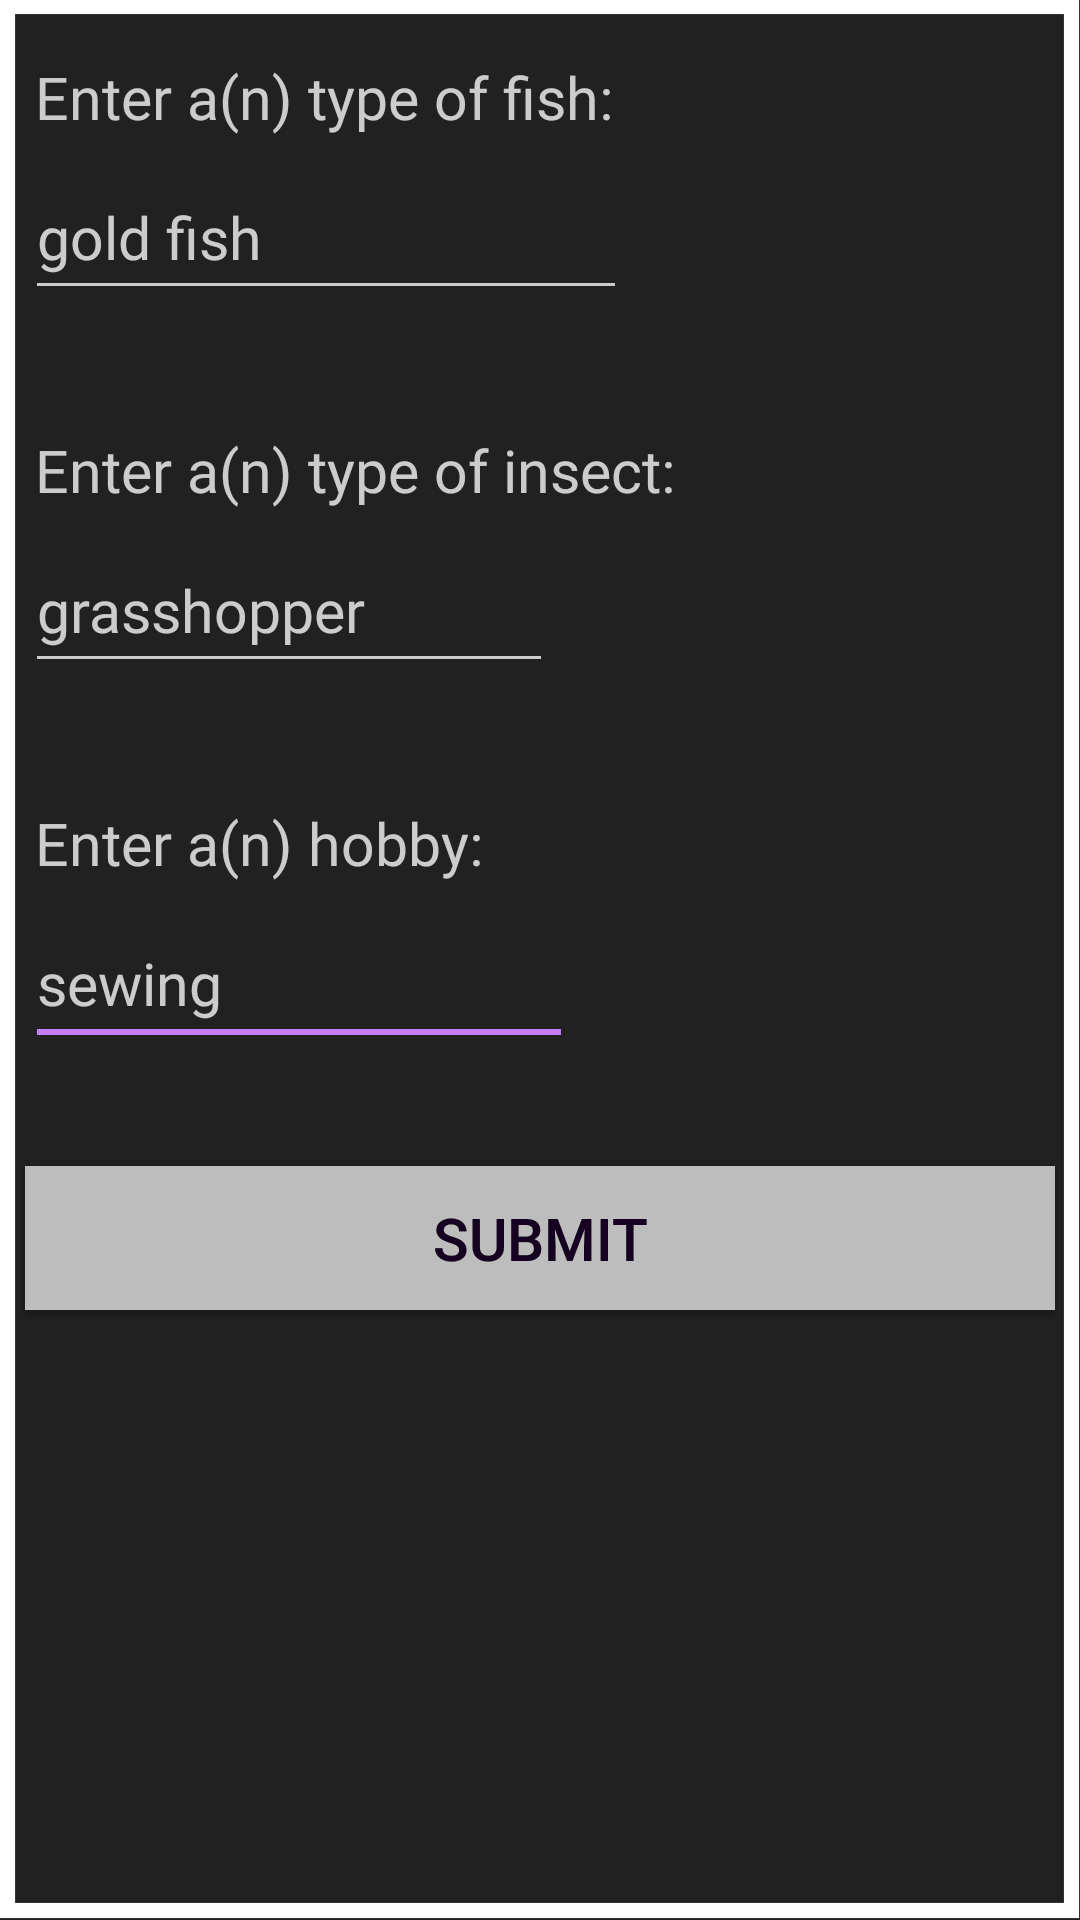 Enter a(n) type of fish:
gold fish
Enter a(n) type of insect:
grasshopper
Enter a(n) hobby:
sewing
SUBMIT